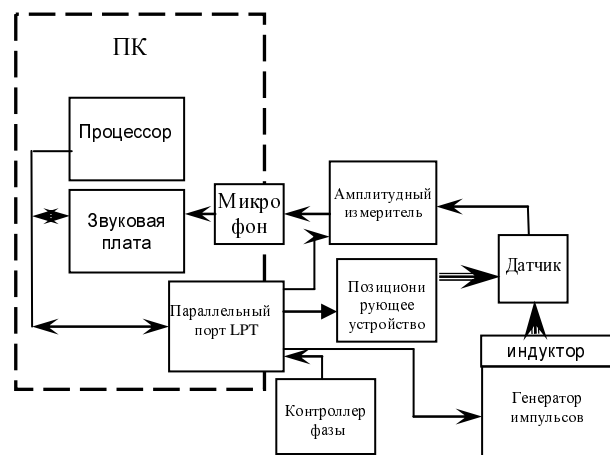 ПК
Процессор
Звуковая
плата
Микро
фон
Амплитудный
измеритель
Датчик
Параллельный
порт LPT
Позициони
рующее
устройство
индуктор
Генератор
импульсов
Контроллер
фазы